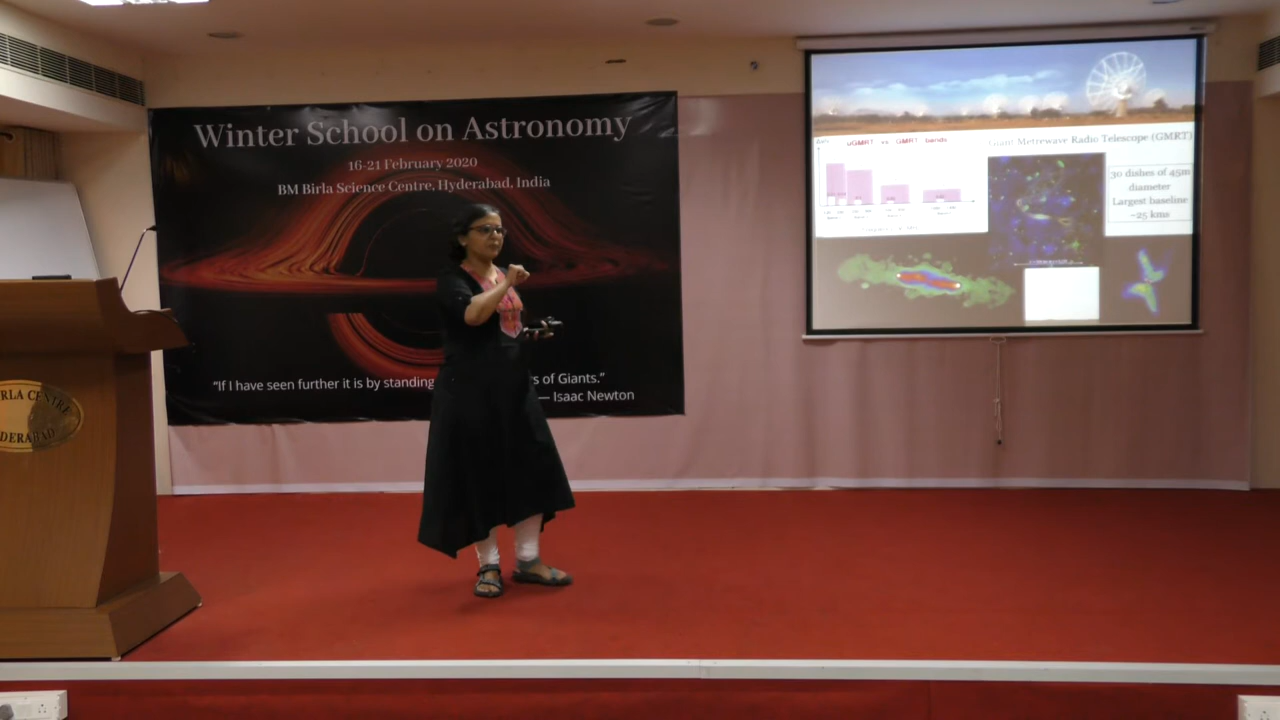 Winter School on Astronomy
16-21 February 2020
BM Birla Science Centre, Hyderabad, India
“If I have seen further it is by standing
s of Giants.”
— Isaac Newton
RLA CENTRE
DERABAD
uGMRT vs GMRT bands
Giant Metrewave Radio Telescope (GMRT)
30 dishes of 45m
diameter
Largest baseline
~25 kms